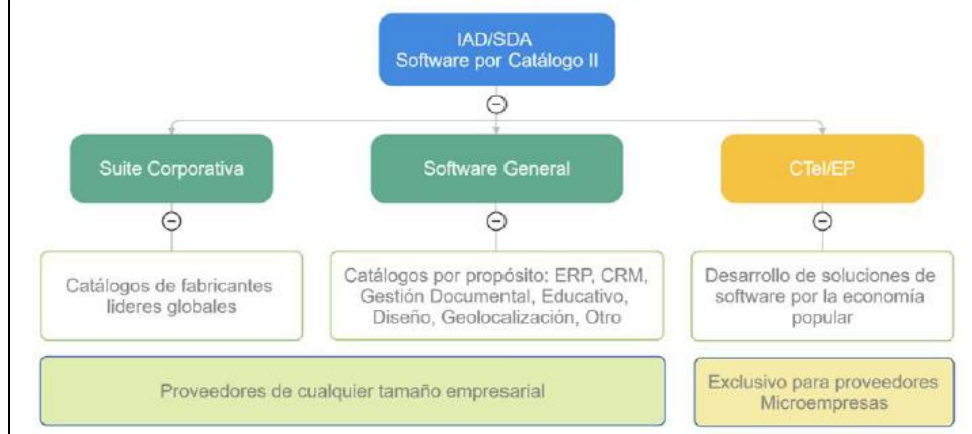 IAD/SDA
Software por Catálogo II
Suite Corporativa
Software General
CTeI/EP
Catálogos de fabricantes
lideres globales
Catálogos por propósito: ERP, CRM,
Gestión Documental, Educativo,
Diseño, Geolocalización, Otro
Desarrollo de soluciones de
software por la economía
popular
Proveedores de cualquier tamaño empresarial
Exclusivo para proveedores
Microempresas